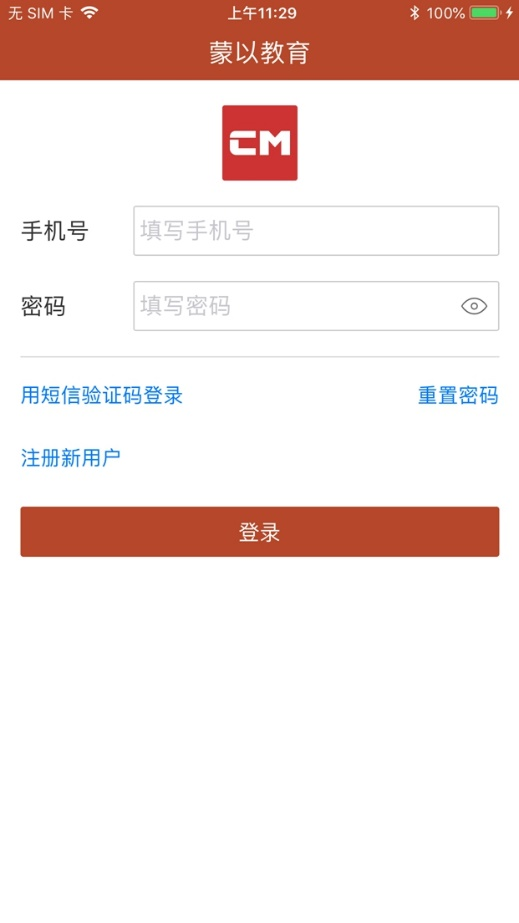 无 SIM 卡 上午11:29 100%
蒙以教育
CM
手机号 填写手机号
密码 填写密码
用短信验证码登录 重置密码
注册新用户
登录